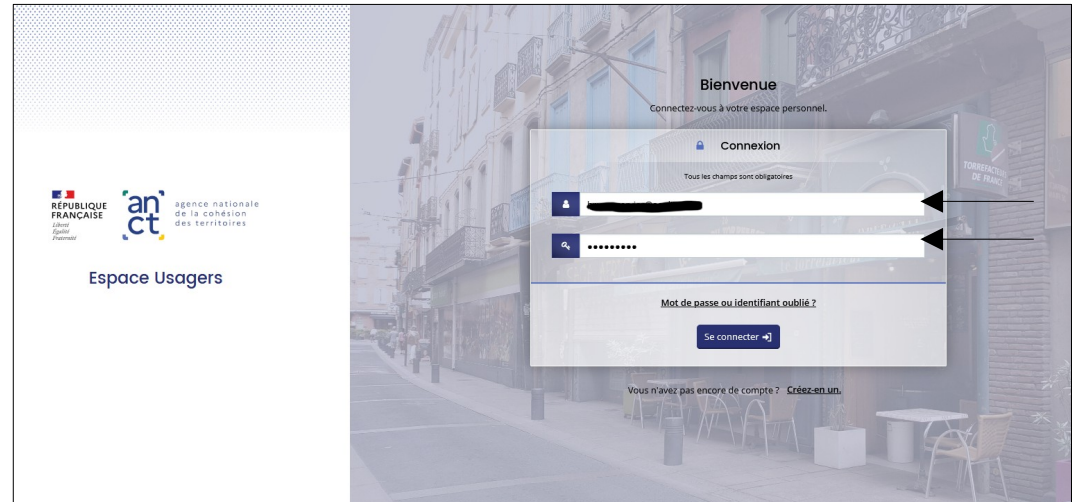 RÉPUBLIQUE
FRANÇAISE
Liberté
Égalité
Fraternité
an
ct
agence nationale
de la cohésion
des territoires
Espace Usagers
Bienvenue
Connectez-vous à votre espace personnel.
Connexion
Tous les champs sont obligatoires
•••••••••
Mot de passe ou identifiant oublié ?
Se connecter
Vous n'avez pas encore de compte ? Créez-en un.
TORREFACTEURS
DE FRANCE